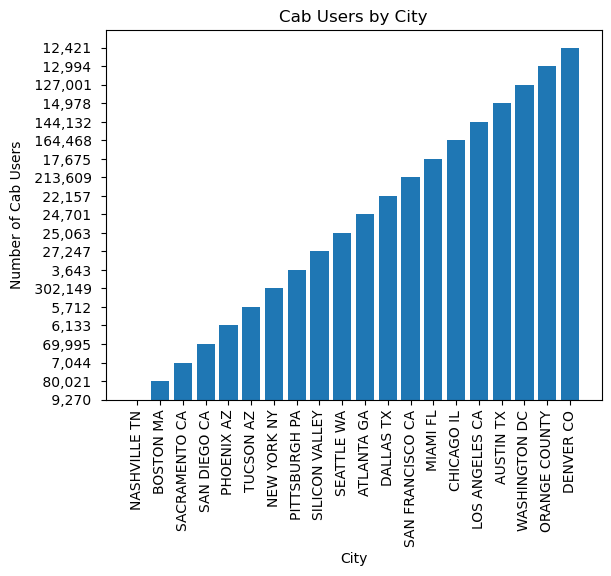 Cab Users by City
Number of Cab Users
12,421
12,994
127,001
14,978
144,132
164,468
17,675
213,609
22,157
24,701
25,063
27,247
3,643
302,149
5,712
6,133
69,995
7,044
80,021
9,270
NASHVILLE TN
BOSTON MA
SACRAMENTO CA
SAN DIEGO CA
PHOENIX AZ
TUCSON AZ
NEW YORK NY
PITTSBURGH PA
SILICON VALLEY
SEATTLE WA
ATLANTA GA
DALLAS TX
SAN FRANCISCO CA
MIAMI FL
CHICAGO IL
LOS ANGELES CA
AUSTIN TX
WASHINGTON DC
ORANGE COUNTY
DENVER CO
City